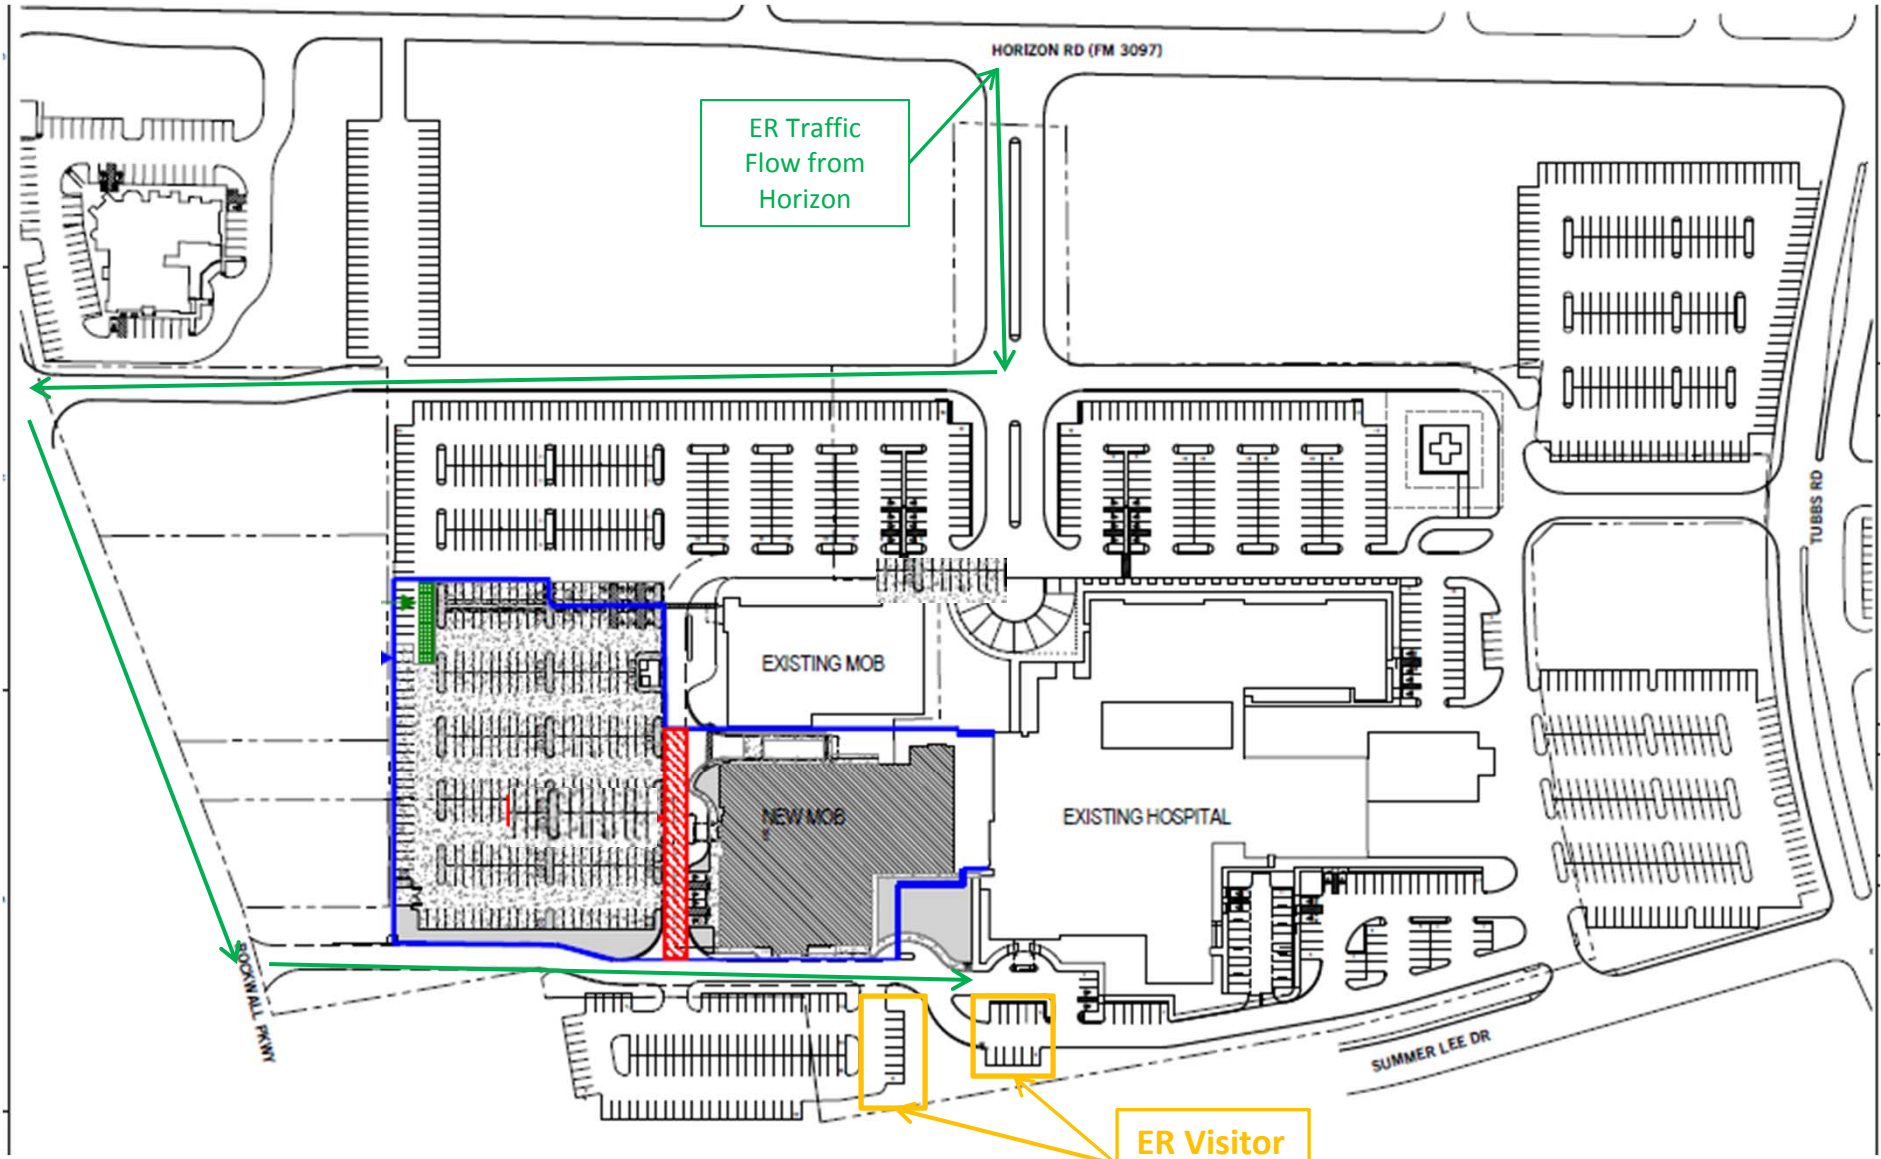 HORIZON RD (FM 3097)
ER Traffic
Flow from
Horizon
TUBBS RD
EXISTING MOB
NEW MOB
EXISTING HOSPITAL
ROCKWALL PKWY
SUMMER LEE DR
ER Visitor